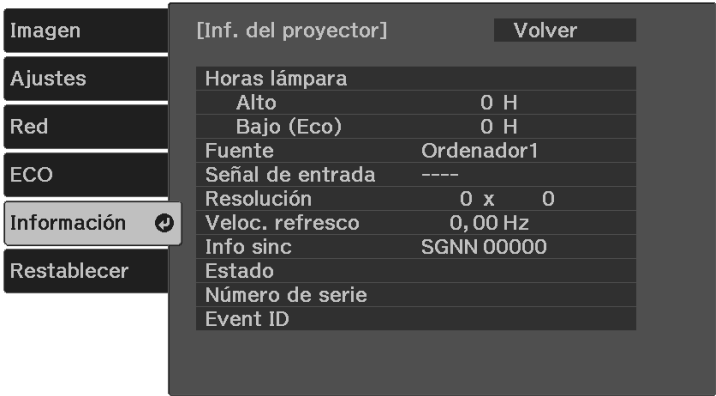 Imagen
Ajustes
Red
ECO
Información
Restablecer
[Inf. del proyector]
Volver
Horas lámpara
Alto 0 H
Bajo (Eco) 0 H
Fuente Ordenador1
Señal de entrada ----
Resolución 0 x 0
Veloc. refresco 0,00 Hz
Info sinc SGNN 00000
Estado
Número de serie
Event ID